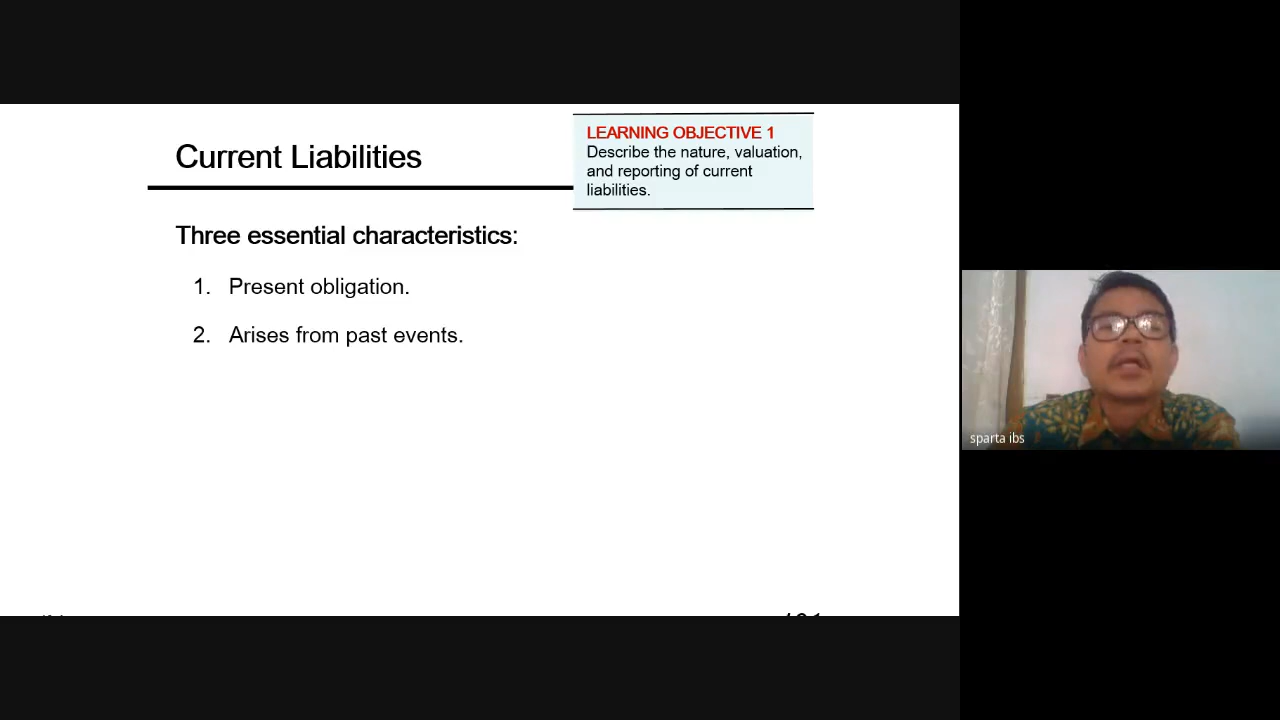 Current Liabilities
LEARNING OBJECTIVE 1
Describe the nature, valuation,
and reporting of current
liabilities.
Three essential characteristics:
1. Present obligation.
2. Arises from past events.
sparta ibs